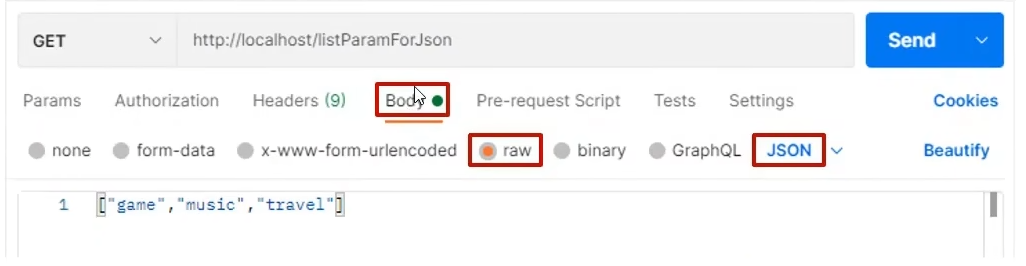 GET http://localhost/listParamForJson Send
Params Authorization Headers (9) Body Pre-request Script Tests Settings Cookies
none form-data x-www-form-urlencoded raw binary GraphQL JSON Beautify
1 ["game","music","travel"]